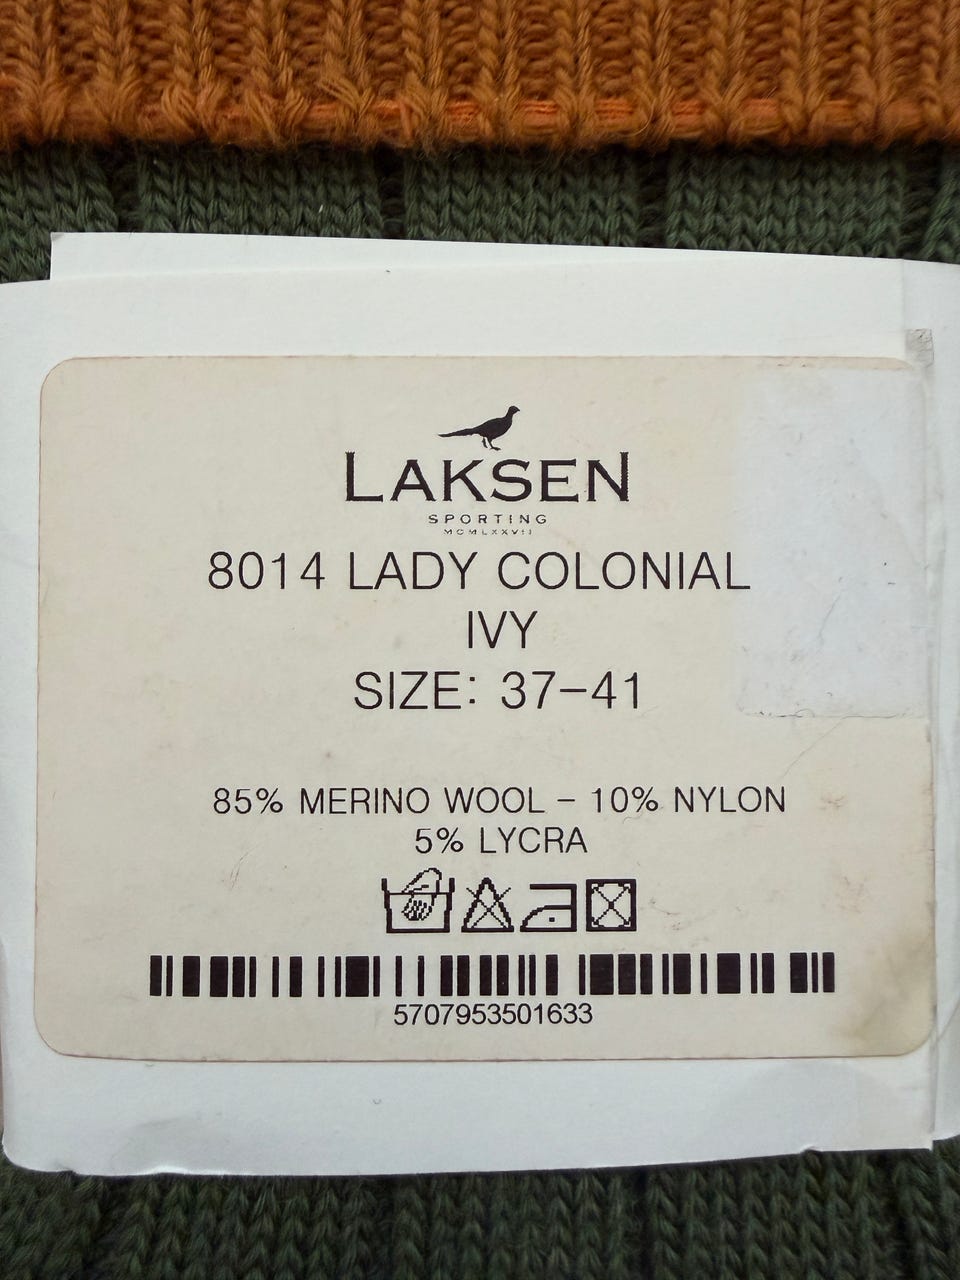 LAKSEN
SPORTING
MCMLXXVII
8014 LADY COLONIAL
IVY
SIZE: 37-41
85% MERINO WOOL - 10% NYLON
5% LYCRA
5707953501633